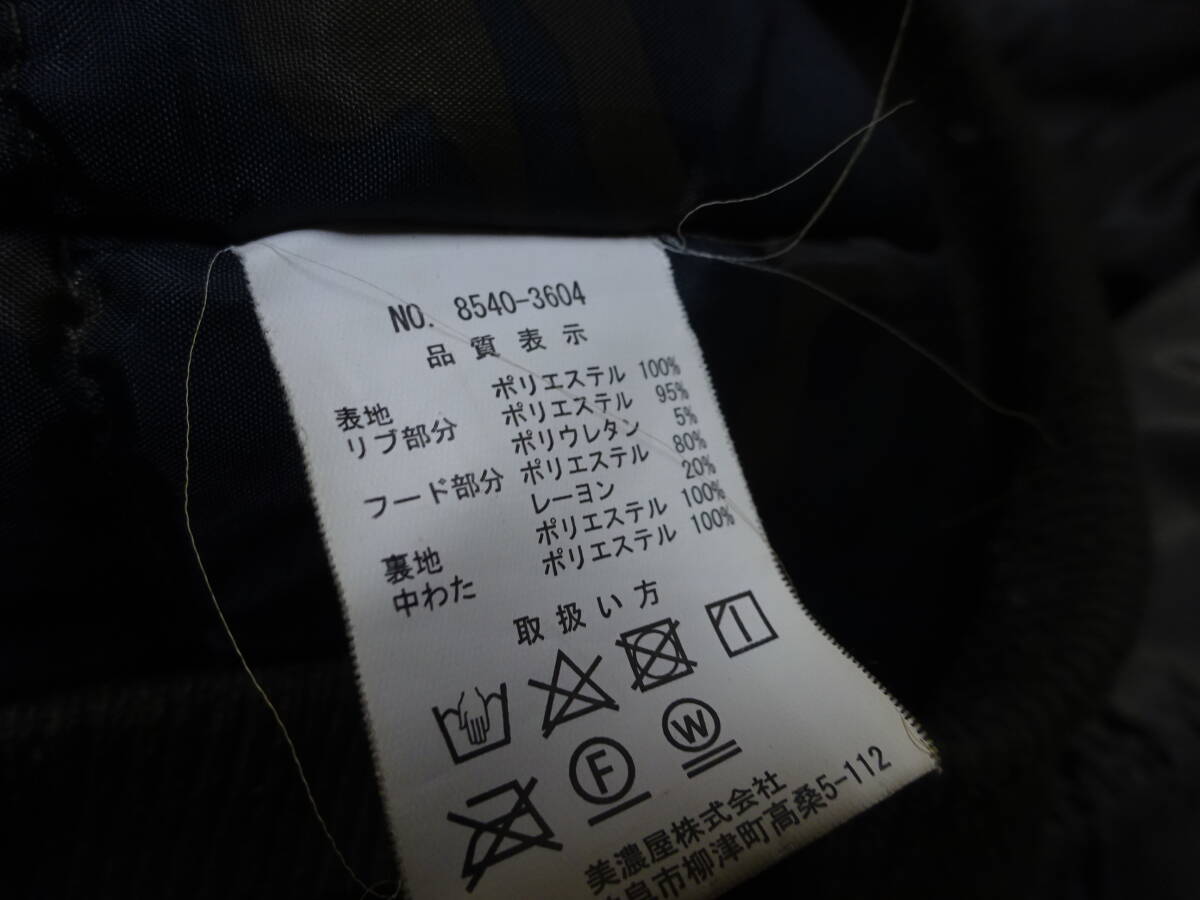 NO. 8540-3604
品質表示
表地 ポリエステル 100%
リブ部分 ポリエステル 95%
ポリウレタン 5%
フード部分 ポリエステル 80%
レーヨン 20%
裏地 ポリエステル 100%
中わた ポリエステル 100%
取扱い方
F
W
美濃屋株式会社
市柳津町高桑5-112